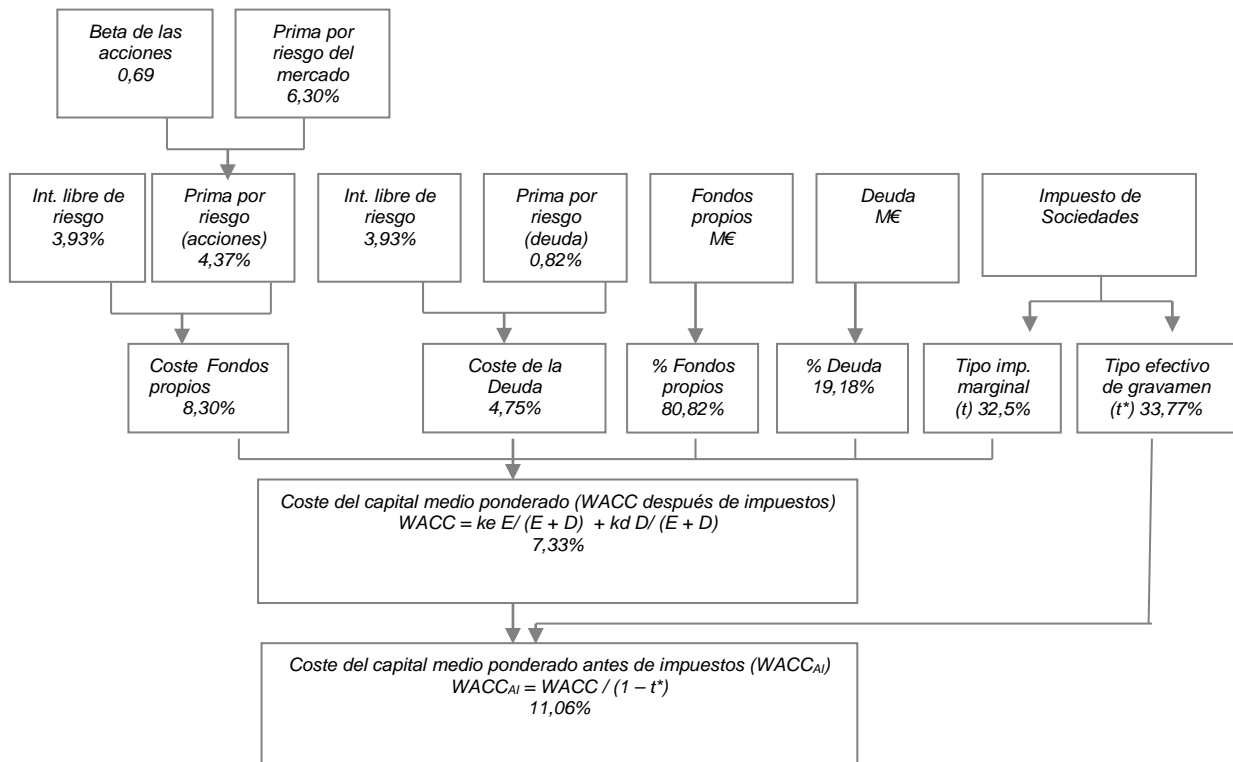 Beta de las
acciones
0,69
Prima por
riesgo del
mercado
6,30%
Int. libre de
riesgo
3,93%
Prima por
riesgo
(acciones)
4,37%
Int. libre de
riesgo
3,93%
Prima por
riesgo
(deuda)
0,82%
Fondos
propios
M€
Deuda
M€
Impuesto de
Sociedades
Coste Fondos
propios
8,30%
Coste de la
Deuda
4,75%
% Fondos
propios
80,82%
% Deuda
19,18%
Tipo imp.
marginal
(t) 32,5%
Tipo efectivo
de gravamen
(t*) 33,77%
Coste del capital medio ponderado (WACC después de impuestos)
WACC = ke E/ (E + D) + kd D/ (E + D)
7,33%
Coste del capital medio ponderado antes de impuestos (WACCAI)
WACCAI = WACC / (1 – t*)
11,06%